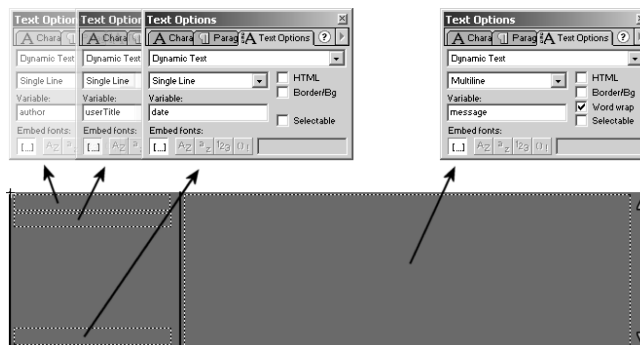 Text Options
Text Options
Text Options
Text Options
Chara
Chara
Chara
Parag
Text Options
Chara
Parag
Text Options
Dynamic Text
Dynamic Text
Dynamic Text
Dynamic Text
Single Line
Single Line
Single Line
HTML
Multiline
HTML
Border/Bg
Border/Bg
Variable:
Variable:
Variable:
Variable:
Word wrap
author
userTitle
date
Selectable
message
Selectable
Embed fonts:
Embed fonts:
Embed fonts:
Embed fonts:
[...]
[...]
[...]
[...]